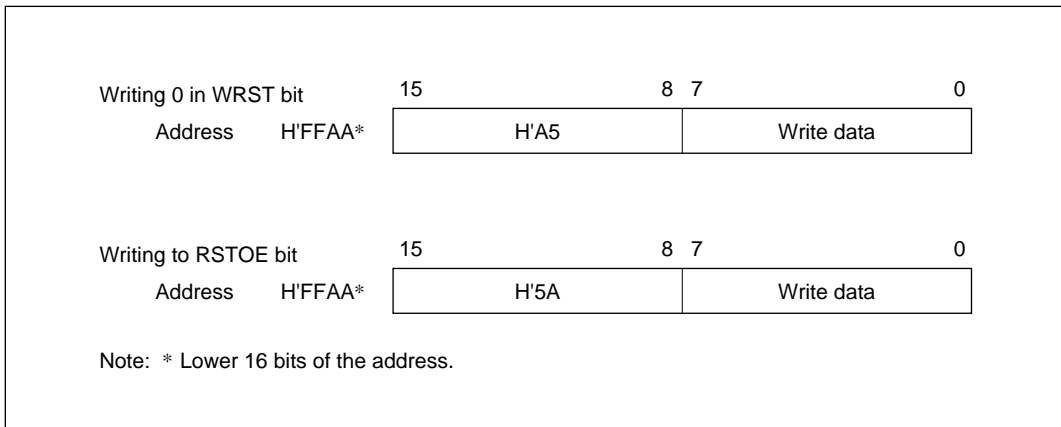 Writing 0 in WRST bit 15 8 7 0
Address H'FFAA* H'A5 Write data
Writing to RSTOE bit 15 8 7 0
Address H'FFAA* H'5A Write data
Note: * Lower 16 bits of the address.